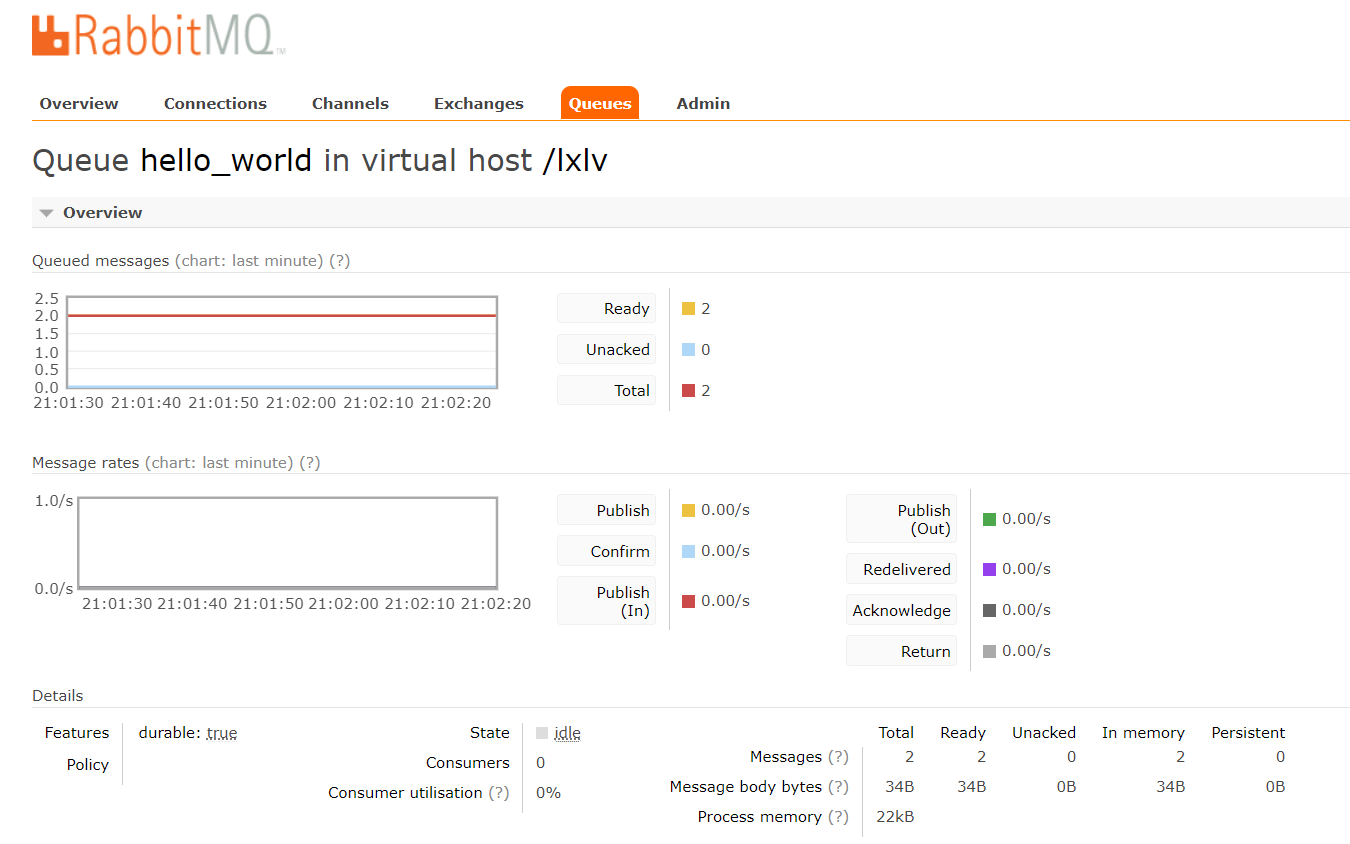 RabbitMQ TM
Overview Connections Channels Exchanges Queues Admin
Queue hello_world in virtual host /lxlv
Overview
Queued messages (chart: last minute) (?)
2.5
2.0
1.5
1.0
0.5
0.0
21:01:30 21:01:40 21:01:50 21:02:00 21:02:10 21:02:20
Ready 2
Unacked 0
Total 2
Message rates (chart: last minute) (?)
1.0/s
0.0/s
21:01:30 21:01:40 21:01:50 21:02:00 21:02:10 21:02:20
Publish 0.00/s
Confirm 0.00/s
Publish
(In) 0.00/s
Publish
(Out) 0.00/s
Redelivered 0.00/s
Acknowledge 0.00/s
Return 0.00/s
Details
Features durable: true
Policy
State idle
Consumers 0
Consumer utilisation (?) 0%
Total Ready Unacked In memory Persistent
Messages (?) 2 2 0 2 0
Message body bytes (?) 34B 34B 0B 34B 0B
Process memory (?) 22kB